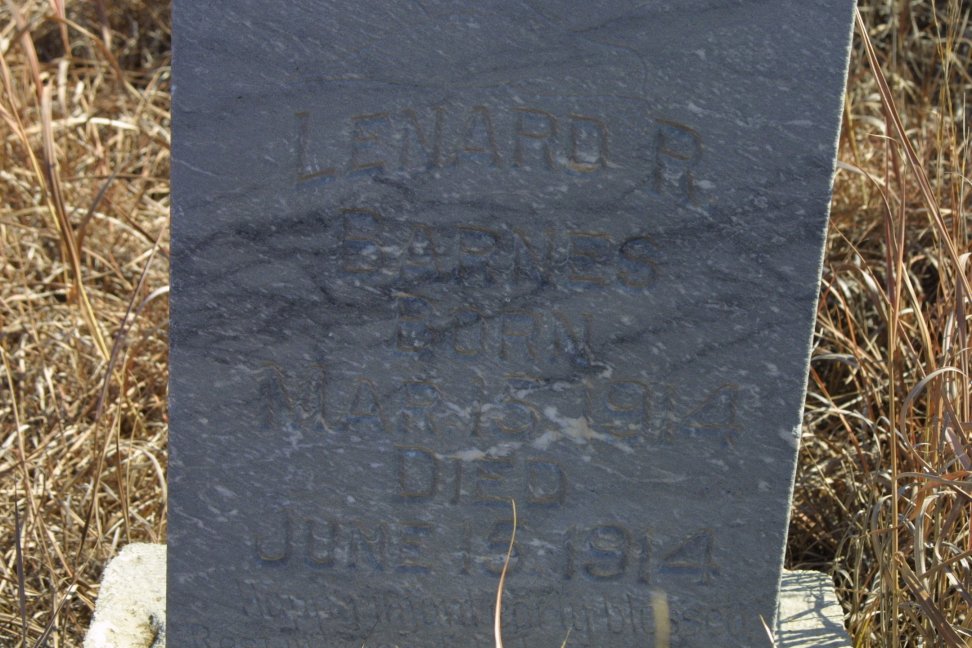 LENARD R.
BARNES
BORN
MAR. 15 1914
DIED
JUNE 15 1914